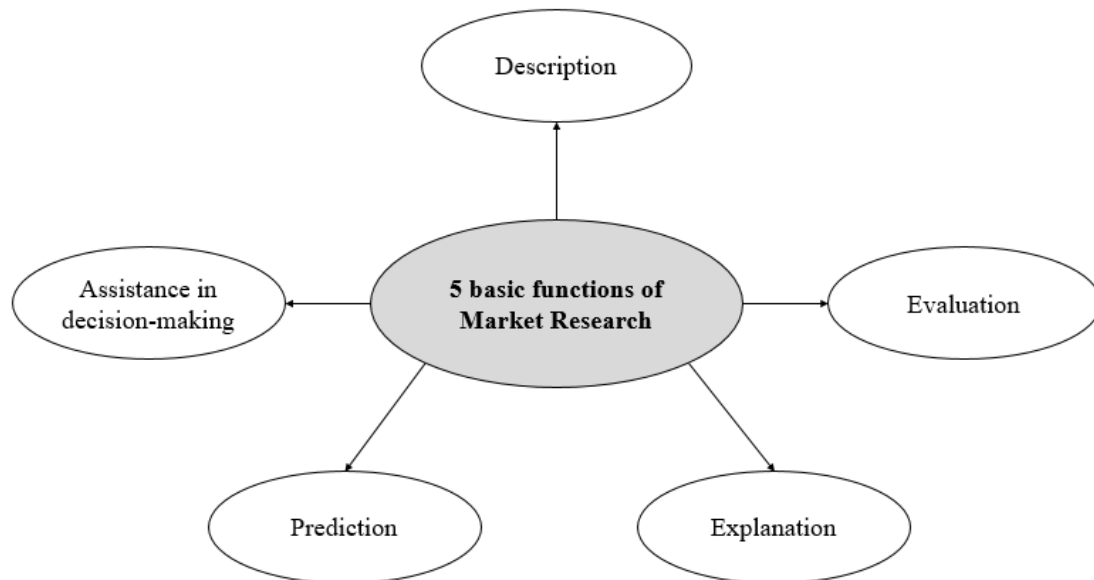 Description
Assistance in
decision-making
5 basic functions of
Market Research
Evaluation
Prediction
Explanation